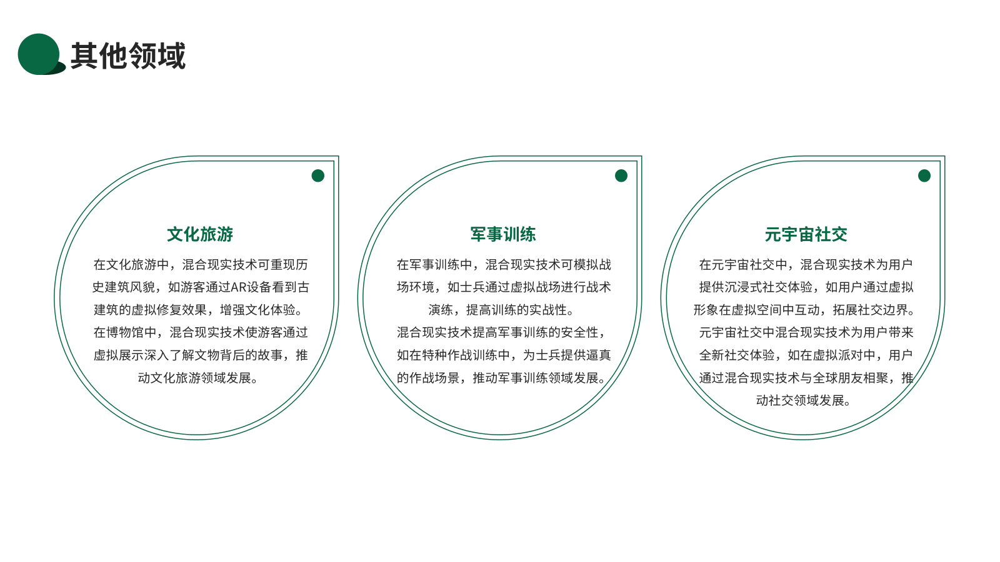 其他领域
文化旅游
在文化旅游中，混合现实技术可重现历
史建筑风貌，如游客通过AR设备看到古
建筑的虚拟修复效果，增强文化体验。
在博物馆中，混合现实技术使游客通过
虚拟展示深入了解文物背后的故事，推
动文化旅游领域发展。
军事训练
在军事训练中，混合现实技术可模拟战
场环境，如士兵通过虚拟战场进行战术
演练，提高训练的实战性。
混合现实技术提高军事训练的安全性，
如在特种作战训练中，为士兵提供逼真
的作战场景，推动军事训练领域发展。
元宇宙社交
在元宇宙社交中，混合现实技术为用户
提供沉浸式社交体验，如用户通过虚拟
形象在虚拟空间中互动，拓展社交边界。
元宇宙社交中混合现实技术为用户带来
全新社交体验，如在虚拟派对中，用户
通过混合现实技术与全球朋友相聚，推
动社交领域发展。